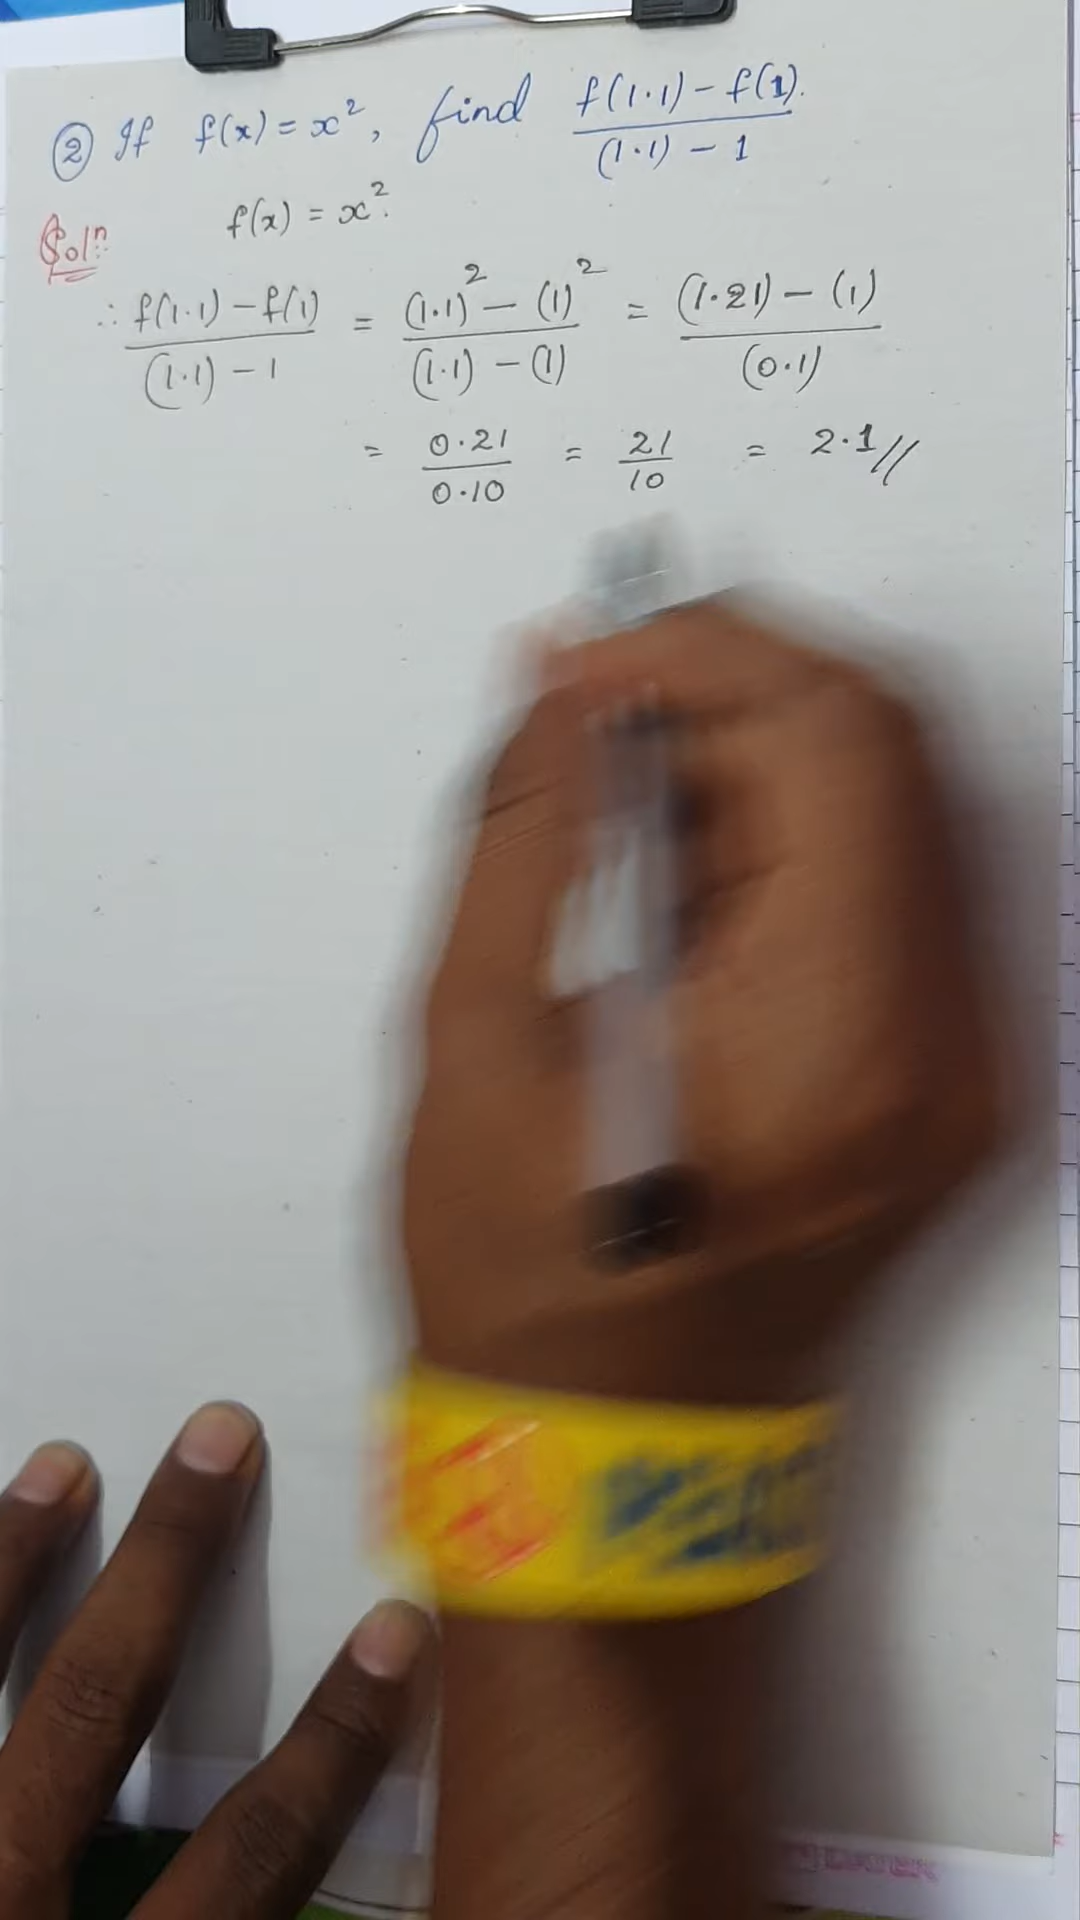 ② If f(x) = x², find f(1.1) - f(1). / (1.1) - 1
Solⁿ f(x) = x².
∴ f(1.1) - f(1) / (1.1) - 1 = (1.1)² - (1)² / (1.1) - (1) = (1.21) - (1) / (0.1)
= 0.21 / 0.10 = 21 / 10 = 2.1//